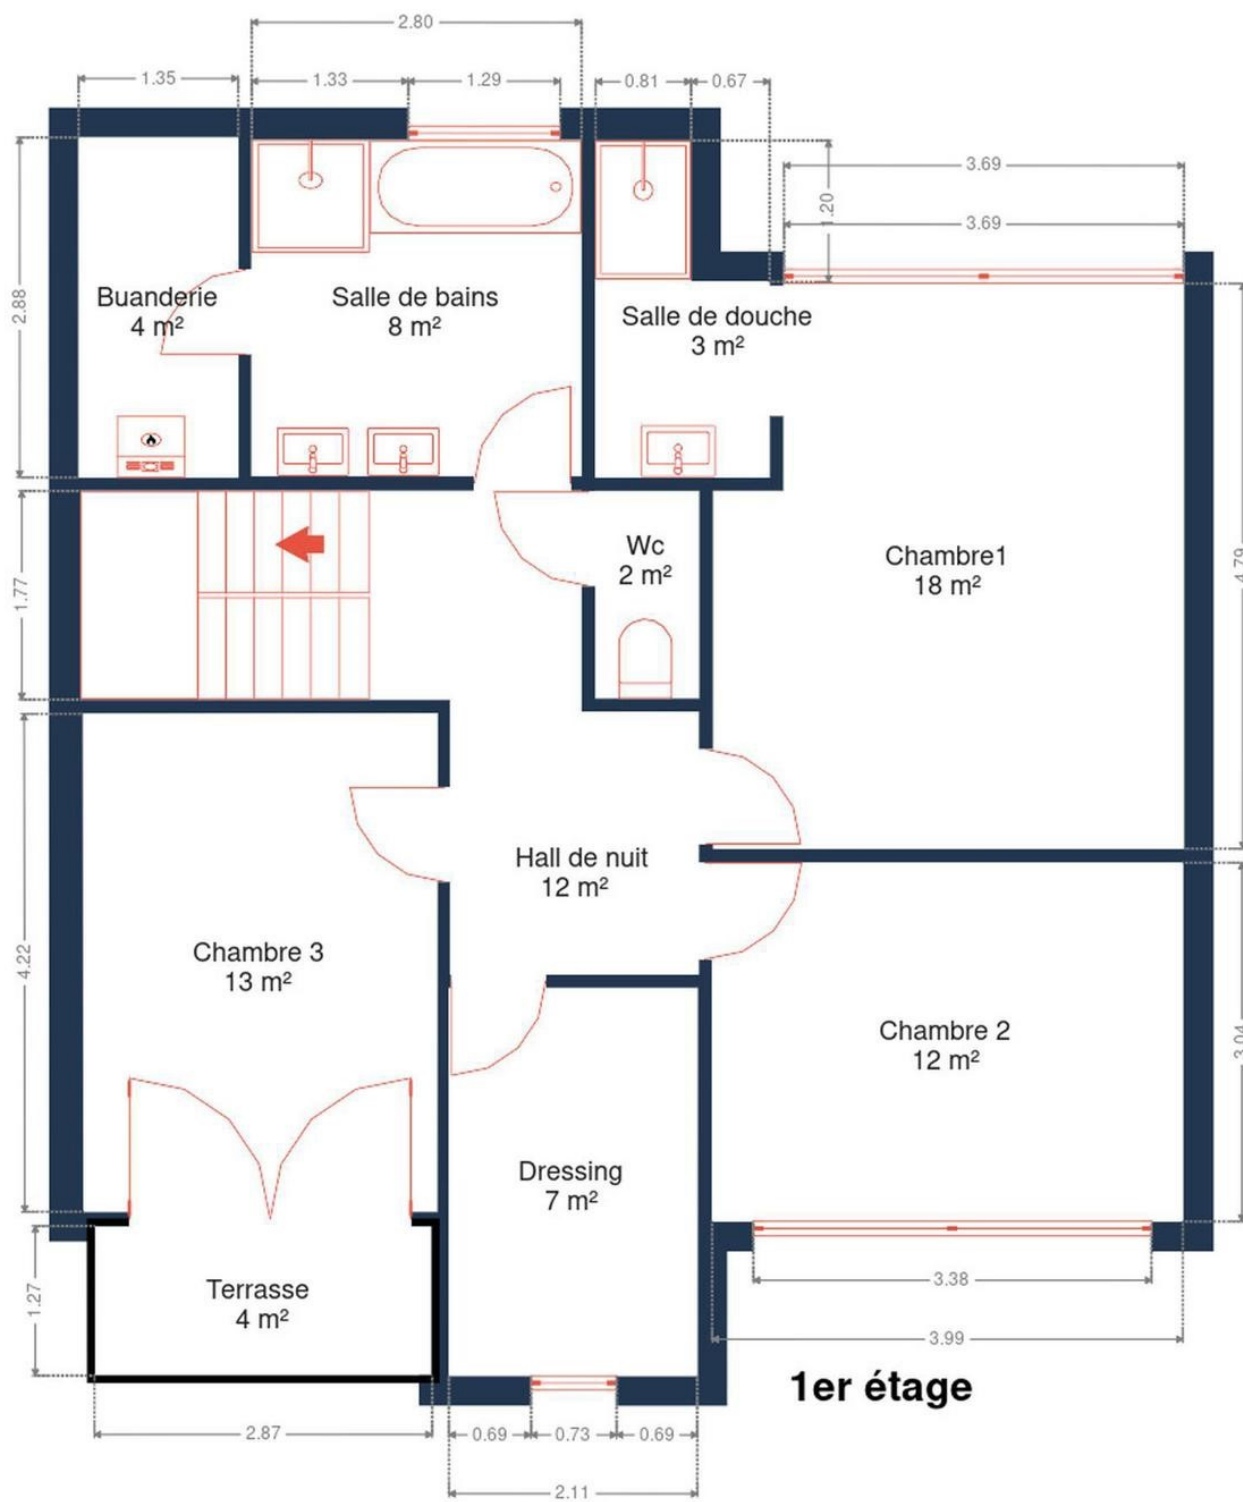 2.80
1.35
1.33
1.29
0.81
0.67
3.69
1.20
3.69
2.88
Buanderie
4 m²
Salle de bains
8 m²
Salle de douche
3 m²
Wc
2 m²
Chambre1
18 m²
4.79
1.77
Hall de nuit
12 m²
4.22
Chambre 3
13 m²
Chambre 2
12 m²
3.04
Dressing
7 m²
Terrasse
4 m²
1.27
3.38
3.99
1er étage
2.87
0.69
0.73
0.69
2.11